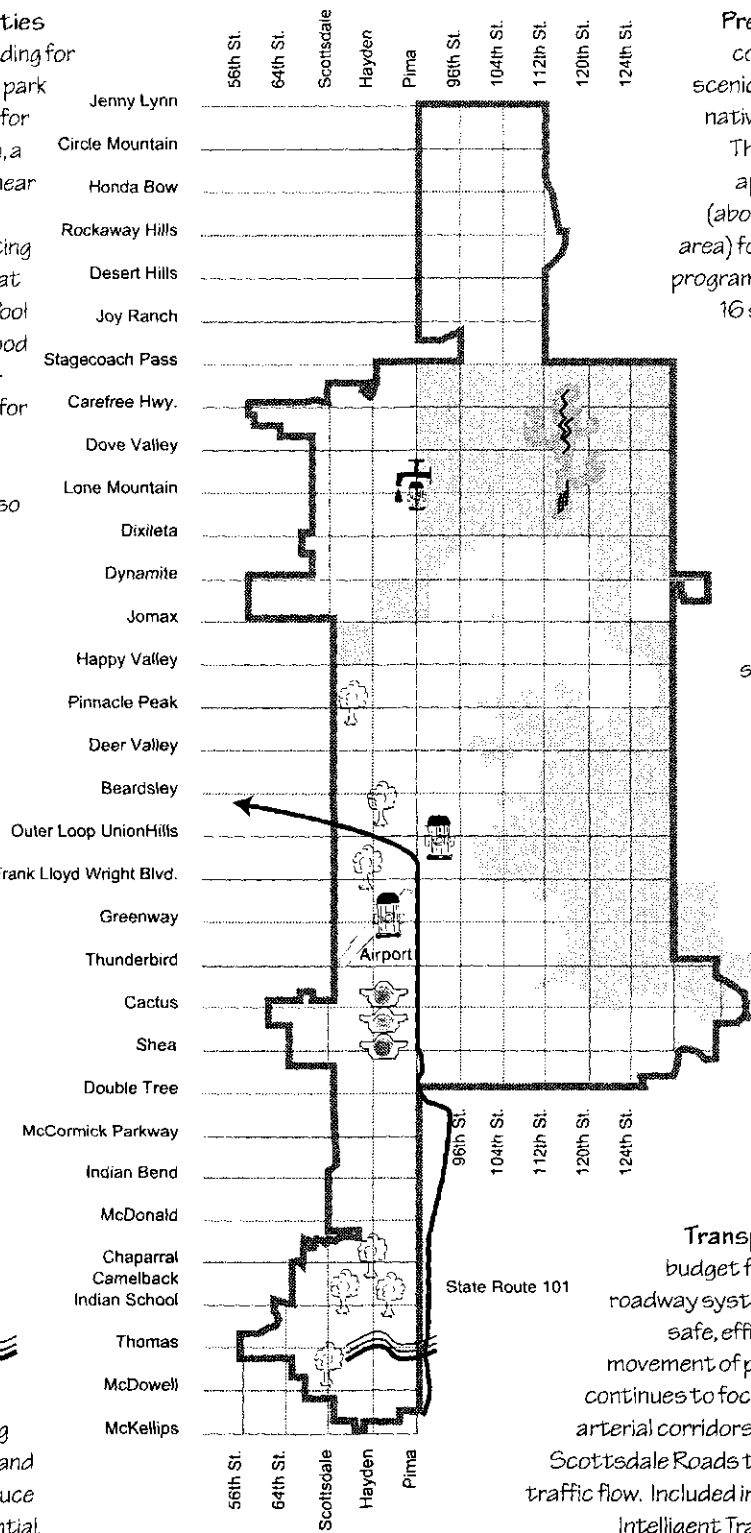 ties
ding for
park
for
, a
near
cing
at
ool
ood
for
so
g
and
uce
ntial
56th St.
64th St.
Scottsdale
Hayden
Pima
96th St.
104th St.
112th St.
120th St.
124th St.
Jenny Lynn
Circle Mountain
Honda Bow
Rockaway Hills
Desert Hills
Joy Ranch
Stagecoach Pass
Carefree Hwy.
Dove Valley
Lone Mountain
Dixileta
Dynamite
Jomax
Happy Valley
Pinnacle Peak
Deer Valley
Beardsley
Outer Loop UnionHills
Frank Lloyd Wright Blvd.
Greenway
Thunderbird
Airport
Cactus
Shea
Double Tree
McCormick Parkway
Indian Bend
McDonald
Chaparral
Camelback
Indian School
Thomas
McDowell
McKellips
96th St.
104th St.
112th St.
120th St.
124th St.
State Route 101
56th St.
64th St.
Scottsdale
Hayden
Pima
Pre
co
scenic
nativ
Th
ap
(abo
area) fo
program
16 s
s
Transp
budget f
roadway syst
safe, effi
movement of p
continues to foc
arterial corridors
Scottsdale Roads t
traffic flow. Included in
Intelligent Tra